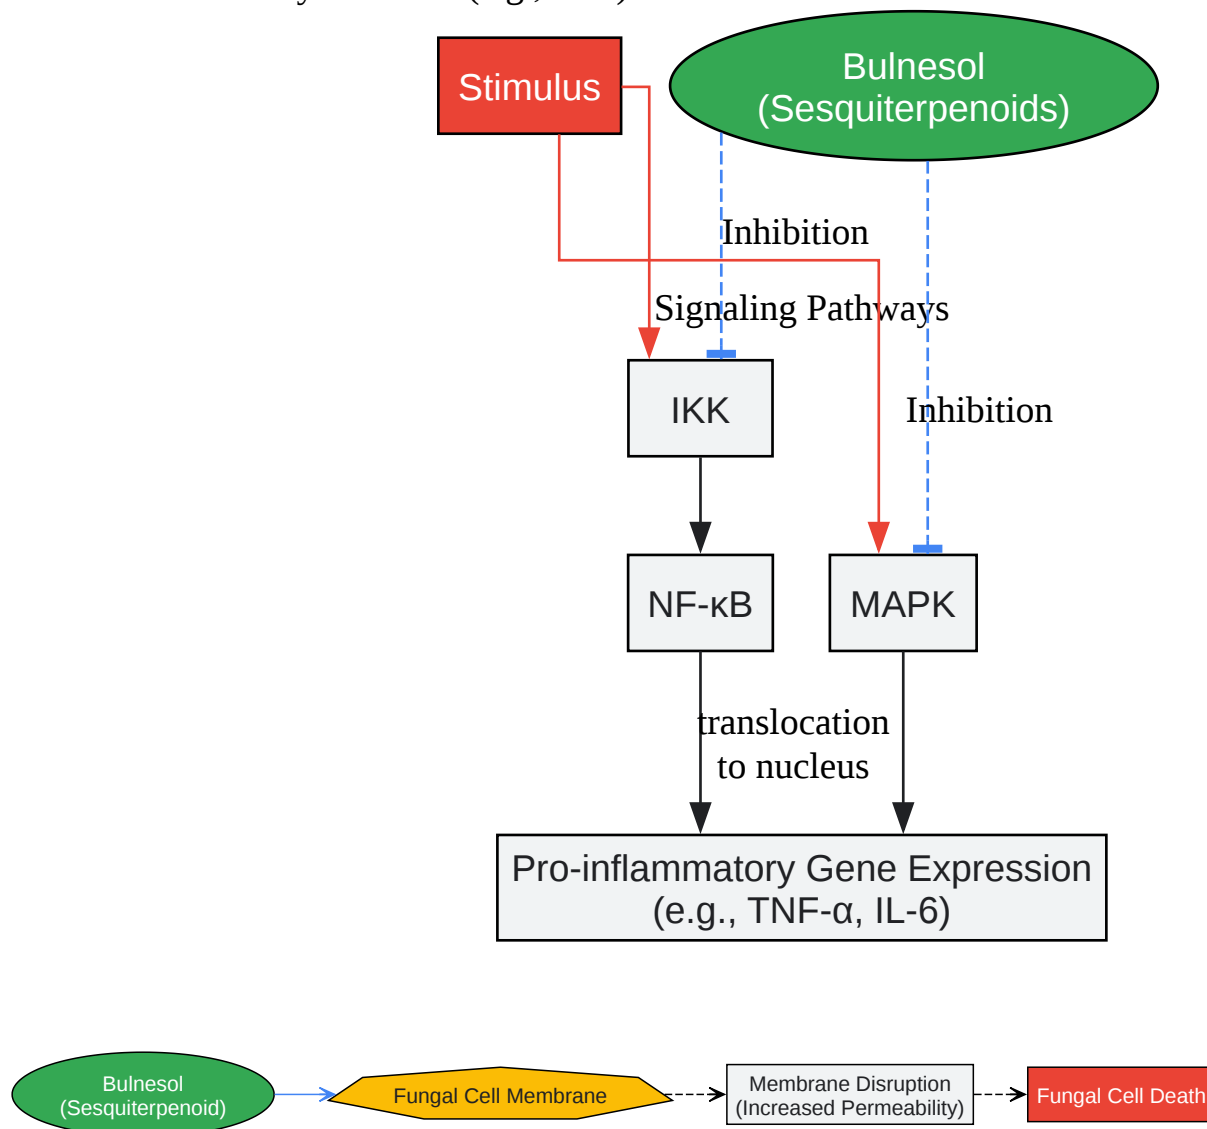 Stimulus
Bulnesol
(Sesquiterpenoids)
Inhibition
Signaling Pathways
IKK
Inhibition
NF-κB
MAPK
translocation
to nucleus
Pro-inflammatory Gene Expression
(e.g., TNF-α, IL-6)
Bulnesol
(Sesquiterpenoid)
Fungal Cell Membrane
Membrane Disruption
(Increased Permeability)
Fungal Cell Death